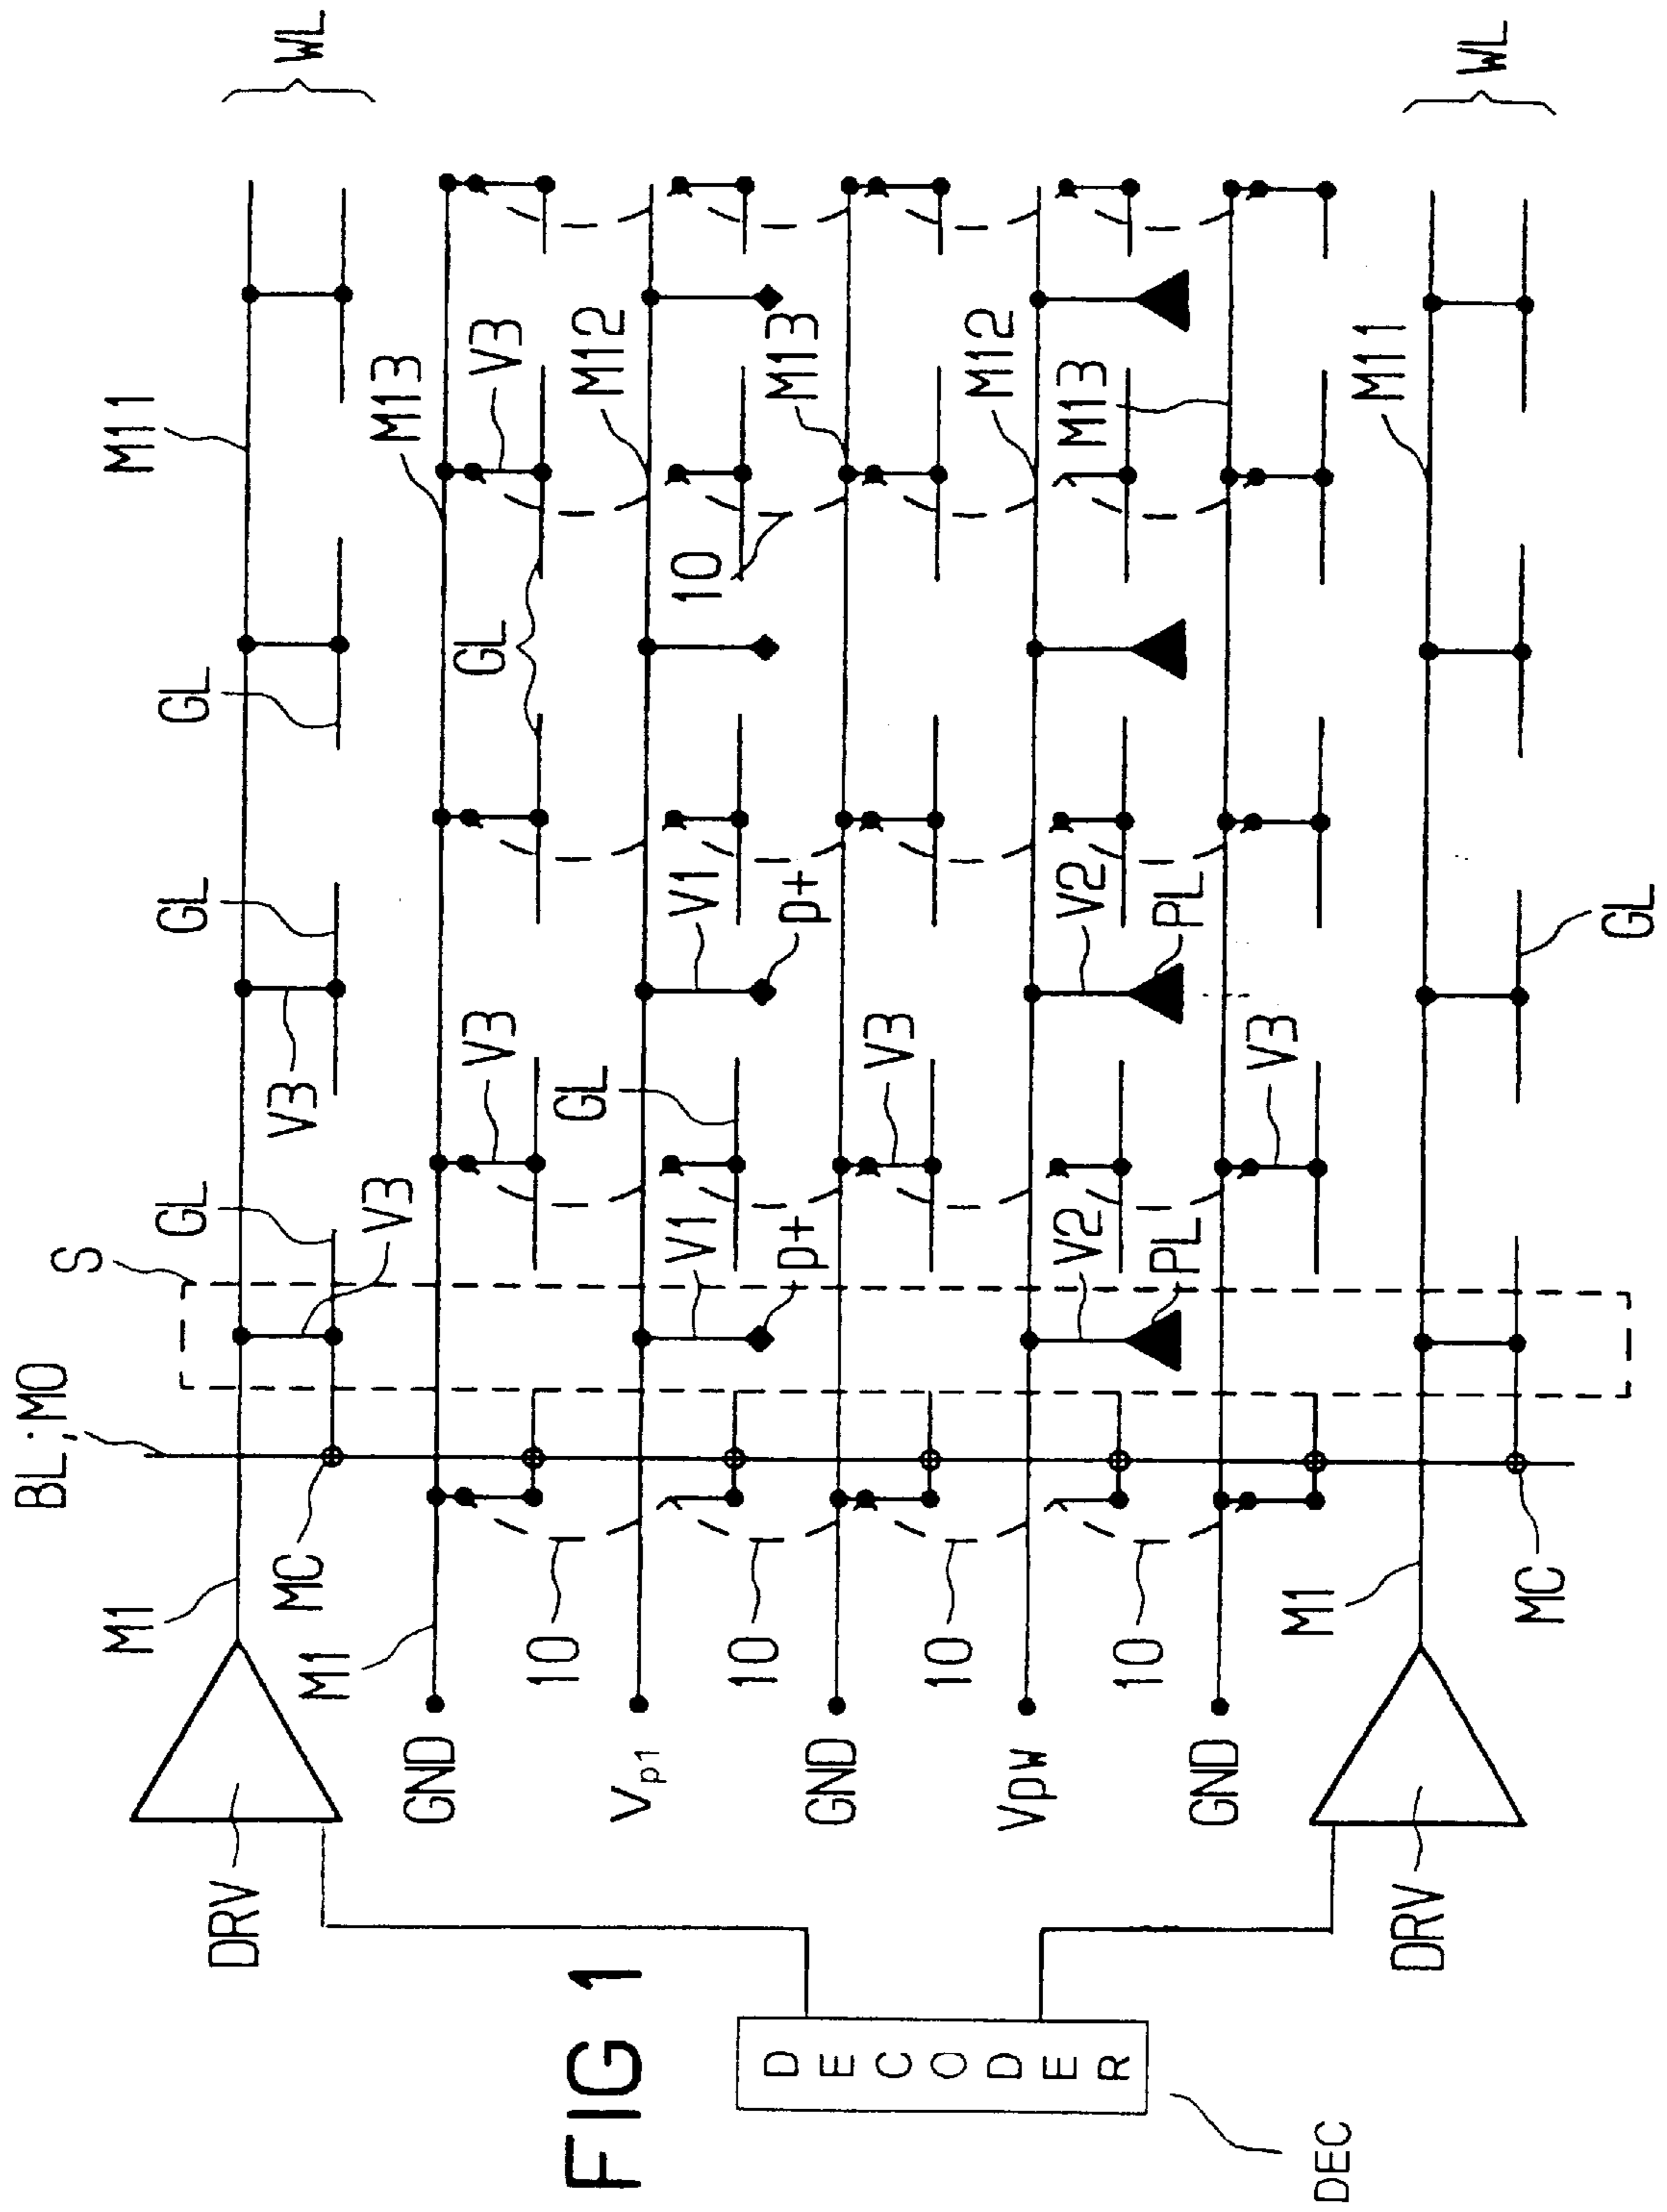 WL
WL
M11
M13
V3
M12
M13
M12
M13
M11
GL
GL
10
GL
V1
p+
V2
PL
GL
V3
V3
GL
V3
V3
GL
V3
V1
p+
V2
PL
S
BL;M0
MC
M1
M1
10
10
10
10
M1
MC
GND
Vp1
GND
Vpw
GND
DRV
DRV
FIG 1
DECODER
DEC